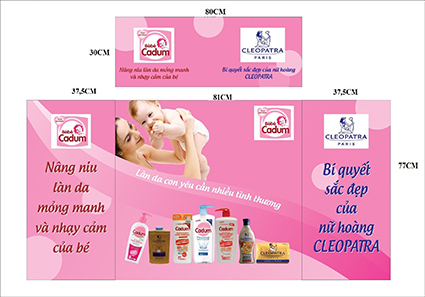 80CM
30CM
Bébé
Cadum
CLEOPATRA
PARIS
Nâng niu làn da mỏng manh
và nhạy cảm của bé
Bí quyết sắc đẹp của nữ hoàng
CLEOPATRA
37,5CM
81CM
37,5CM
77CM
Bébé
Cadum
Nâng niu
làn da
mỏng manh
và nhạy cảm
của bé
Bébé
Cadum
Làn da con yêu cần nhiều tình thương
Cadum
Cadum
Cadum
CLEOPATRA
PARIS
Bí quyết
sắc đẹp
của
nữ hoàng
CLEOPATRA